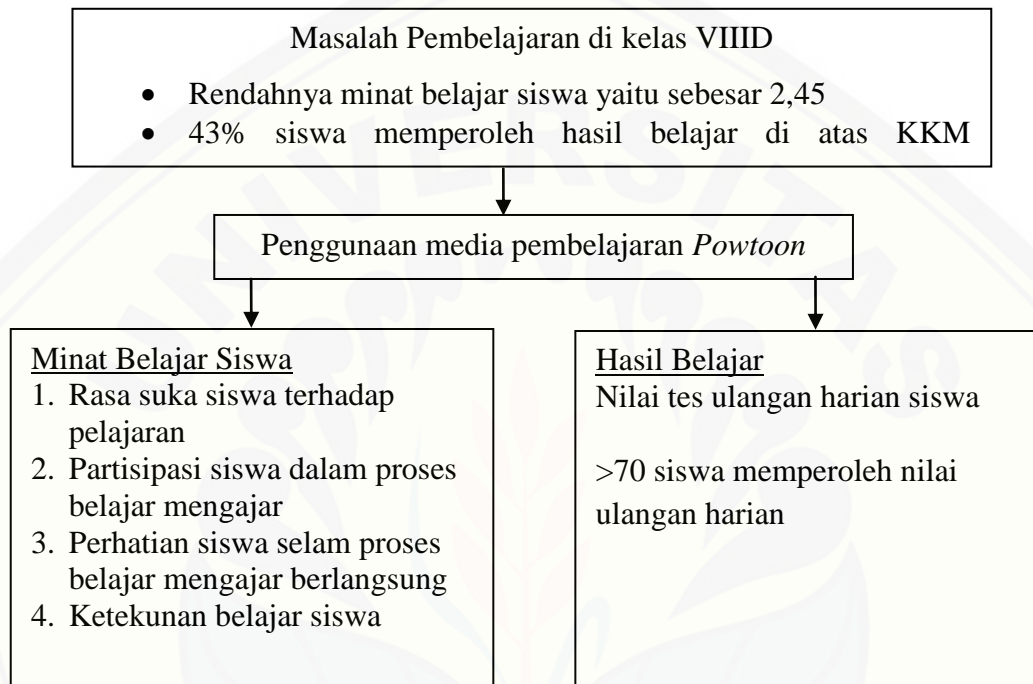 Masalah Pembelajaran di kelas VIIID
• Rendahnya minat belajar siswa yaitu sebesar 2,45
• 43% siswa memperoleh hasil belajar di atas KKM
Penggunaan media pembelajaran Powtoon
Minat Belajar Siswa
1. Rasa suka siswa terhadap
pelajaran
2. Partisipasi siswa dalam proses
belajar mengajar
3. Perhatian siswa selam proses
belajar mengajar berlangsung
4. Ketekunan belajar siswa
Hasil Belajar
Nilai tes ulangan harian siswa
>70 siswa memperoleh nilai
ulangan harian
UNIVERSITAS